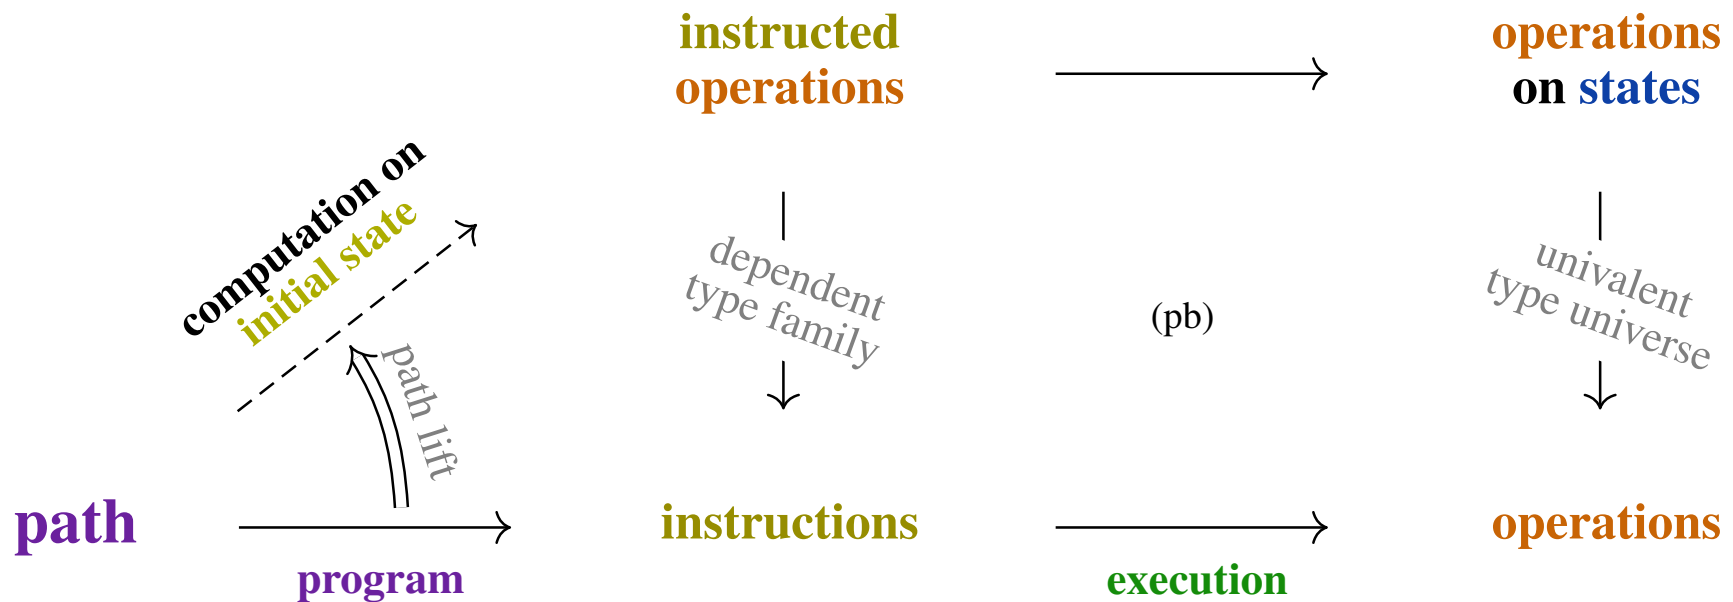 instructed
operations
operations
on states
computation on
initial state
dependent
type family
(pb)
univalent
type universe
path lift
path
instructions
operations
program
execution